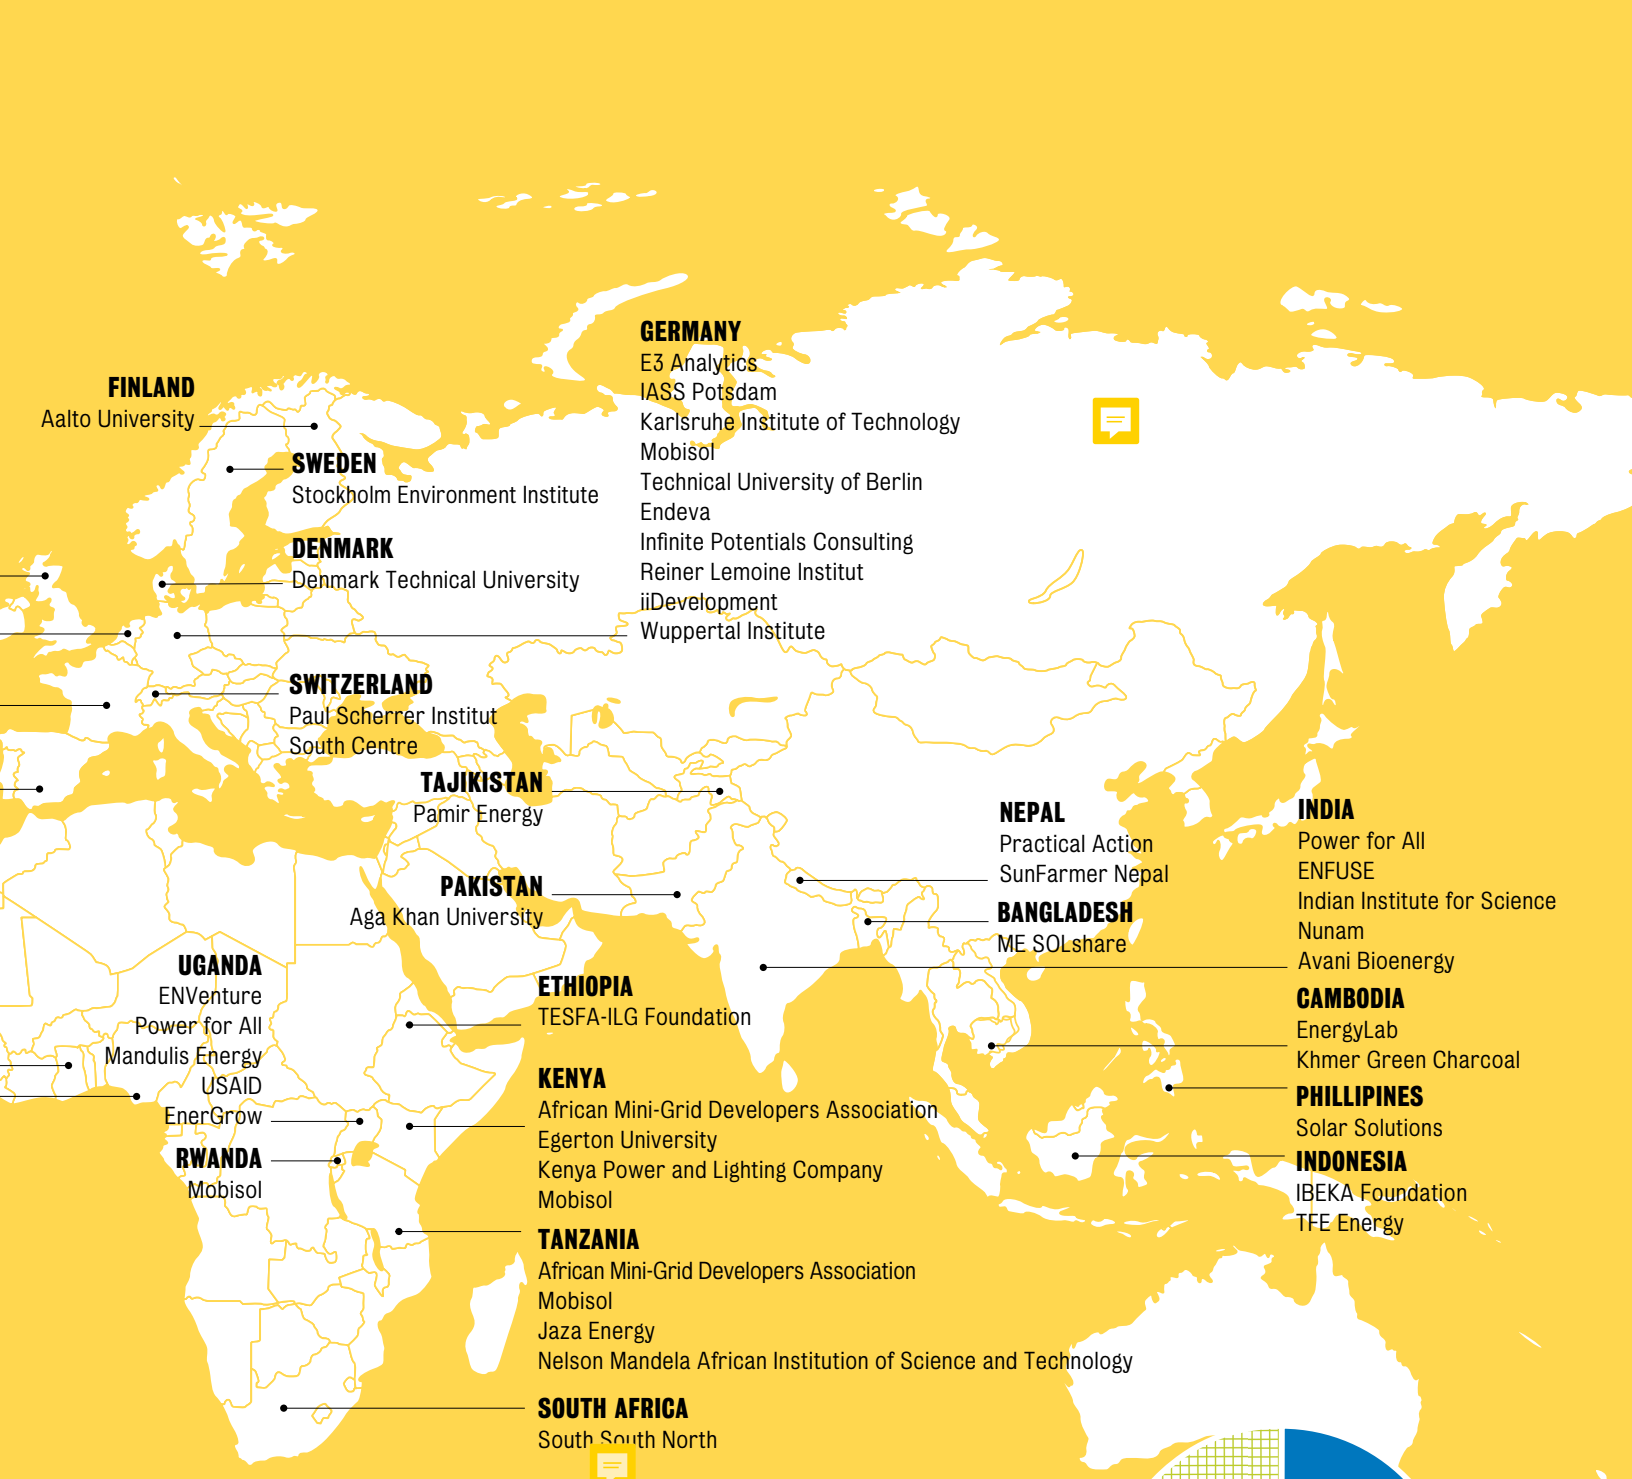 FINLAND
Aalto University
SWEDEN
Stockholm Environment Institute
DENMARK
Denmark Technical University
GERMANY
E3 Analytics
IASS Potsdam
Karlsruhe Institute of Technology
Mobisol
Technical University of Berlin
Endeva
Infinite Potentials Consulting
Reiner Lemoine Institut
iiDevelopment
Wuppertal Institute
SWITZERLAND
Paul Scherrer Institut
South Centre
TAJIKISTAN
Pamir Energy
PAKISTAN
Aga Khan University
NEPAL
Practical Action
SunFarmer Nepal
BANGLADESH
ME SOLshare
INDIA
Power for All
ENFUSE
Indian Institute for Science
Nunam
Avani Bioenergy
CAMBODIA
EnergyLab
Khmer Green Charcoal
PHILLIPINES
Solar Solutions
INDONESIA
IBEKA Foundation
TFE Energy
UGANDA
ENVenture
Power for All
Mandulis Energy
USAID
EnerGrow
RWANDA
Mobisol
ETHIOPIA
TESFA-ILG Foundation
KENYA
African Mini-Grid Developers Association
Egerton University
Kenya Power and Lighting Company
Mobisol
TANZANIA
African Mini-Grid Developers Association
Mobisol
Jaza Energy
Nelson Mandela African Institution of Science and Technology
SOUTH AFRICA
South South North